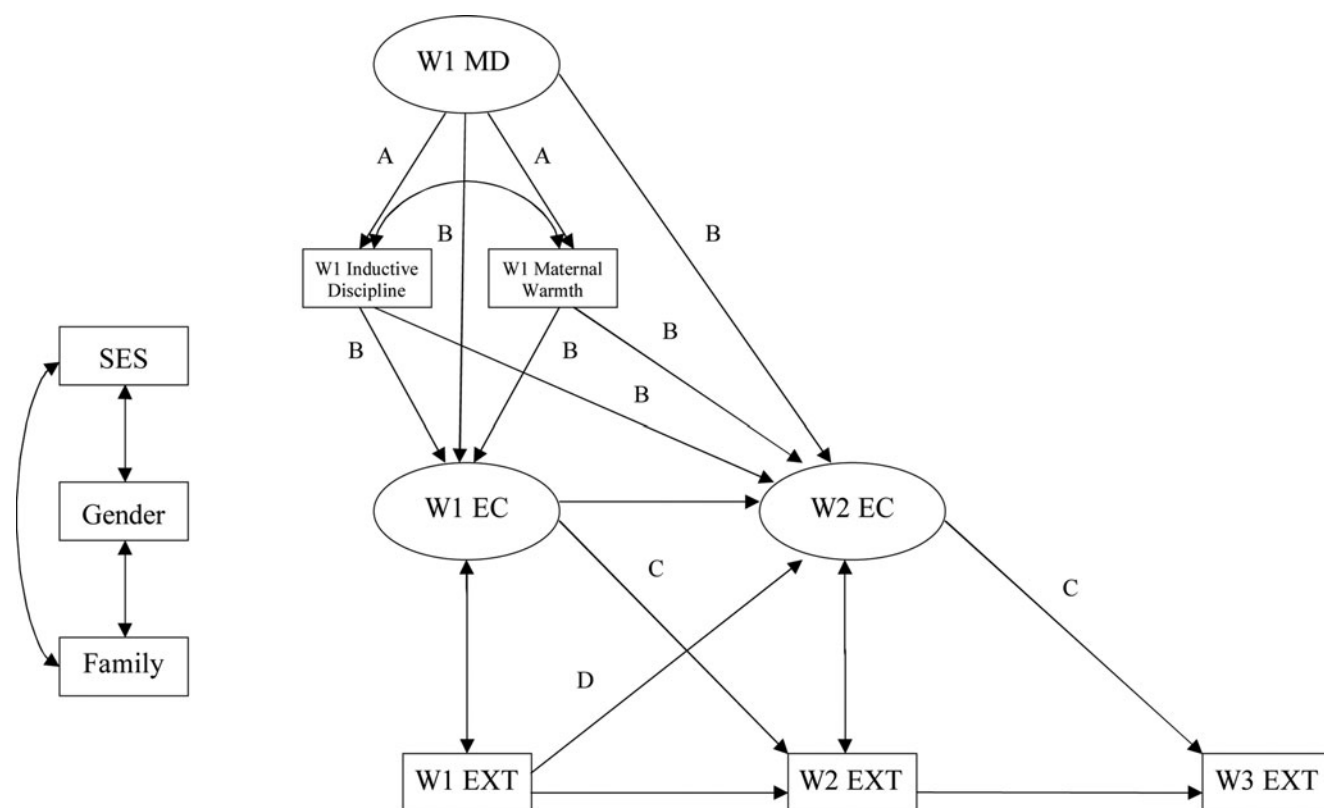 W1 MD
A
A
B
B
W1 Inductive
Discipline
W1 Maternal
Warmth
B
B
B
B
SES
Gender
Family
W1 EC
W2 EC
C
C
D
W1 EXT
W2 EXT
W3 EXT